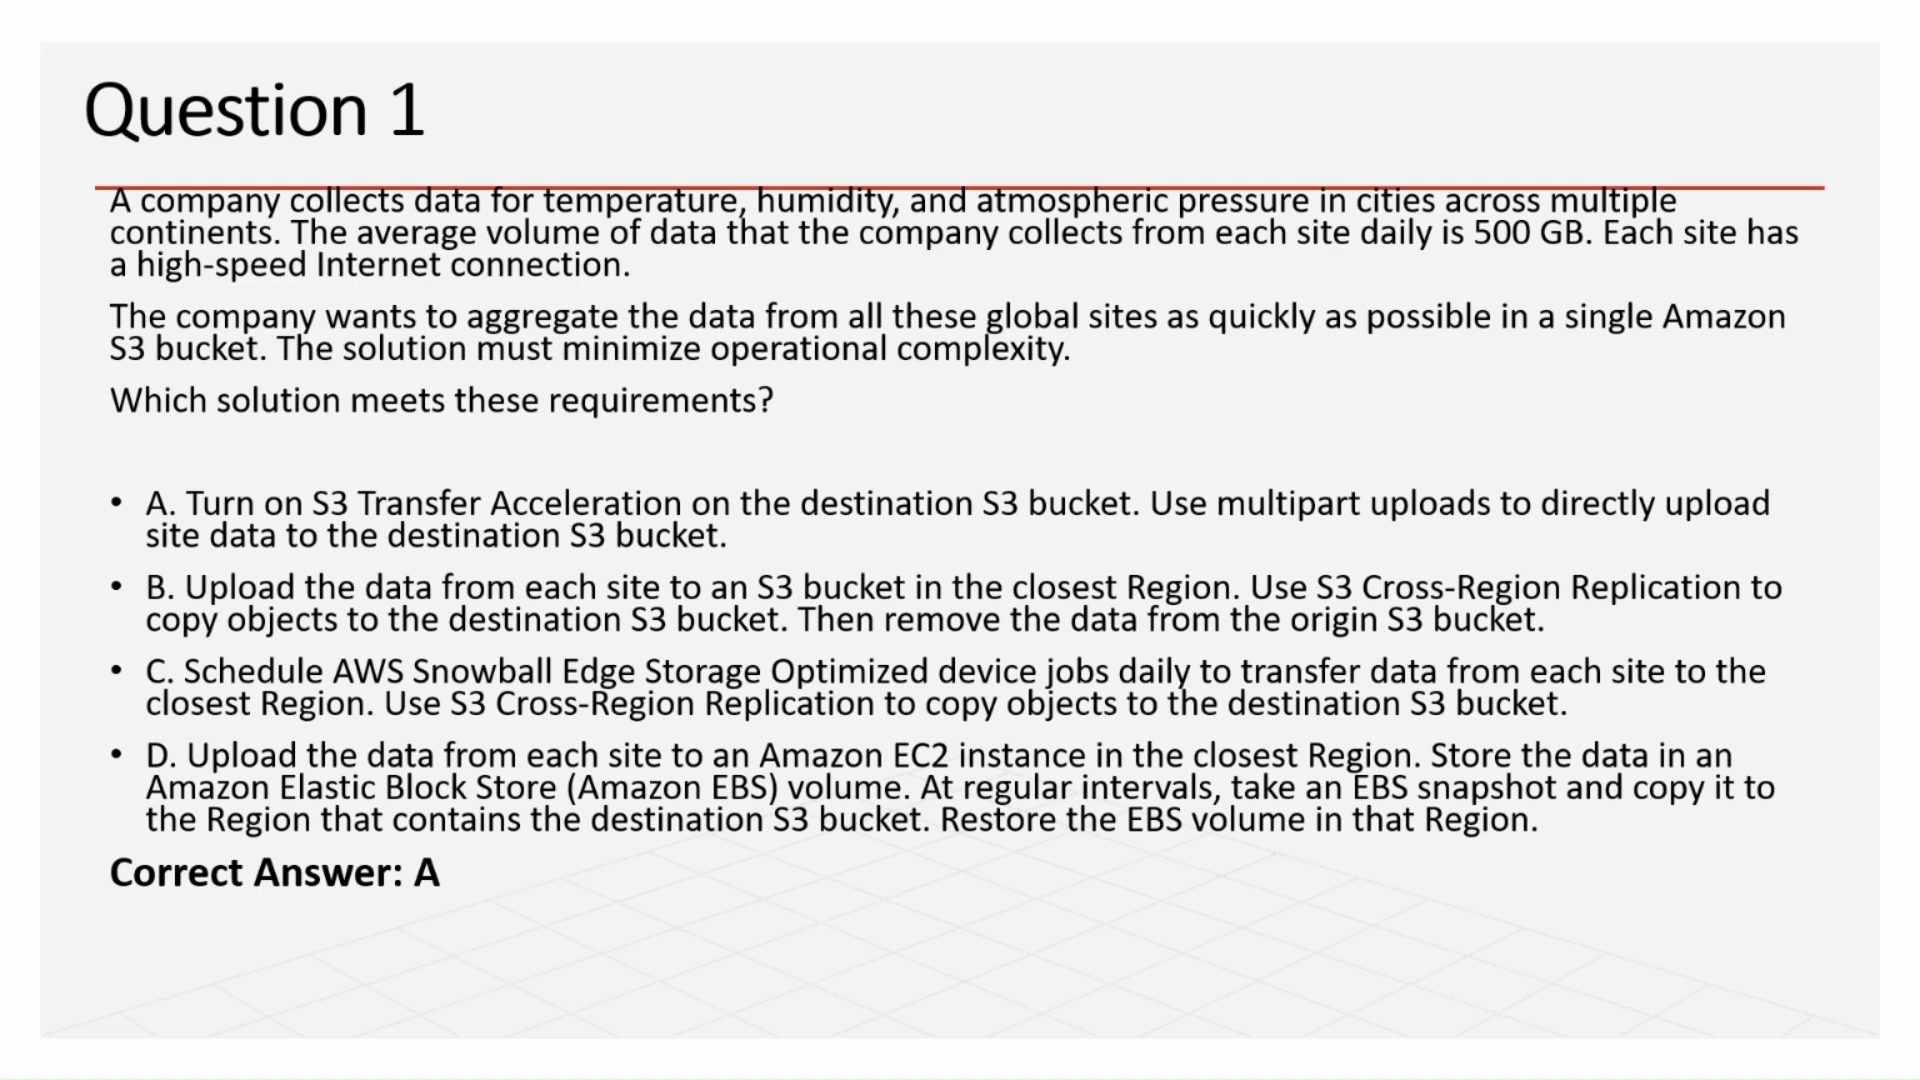 Question 1
A company collects data for temperature, humidity, and atmospheric pressure in cities across multiple
continents. The average volume of data that the company collects from each site daily is 500 GB. Each site has
a high-speed Internet connection.
The company wants to aggregate the data from all these global sites as quickly as possible in a single Amazon
S3 bucket. The solution must minimize operational complexity.
Which solution meets these requirements?
• A. Turn on S3 Transfer Acceleration on the destination S3 bucket. Use multipart uploads to directly upload
site data to the destination S3 bucket.
• B. Upload the data from each site to an S3 bucket in the closest Region. Use S3 Cross-Region Replication to
copy objects to the destination S3 bucket. Then remove the data from the origin S3 bucket.
• C. Schedule AWS Snowball Edge Storage Optimized device jobs daily to transfer data from each site to the
closest Region. Use S3 Cross-Region Replication to copy objects to the destination S3 bucket.
• D. Upload the data from each site to an Amazon EC2 instance in the closest Region. Store the data in an
Amazon Elastic Block Store (Amazon EBS) volume. At regular intervals, take an EBS snapshot and copy it to
the Region that contains the destination S3 bucket. Restore the EBS volume in that Region.
Correct Answer: A